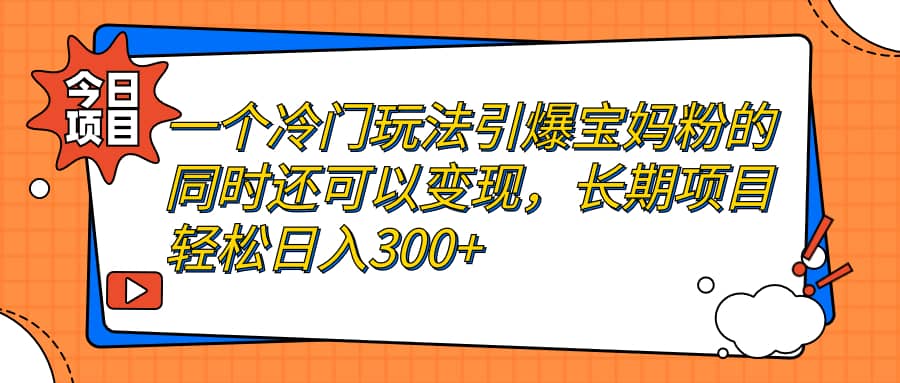 今日
项目
一个冷门玩法引爆宝妈粉的
同时还可以变现，长期项目
轻松日入300+